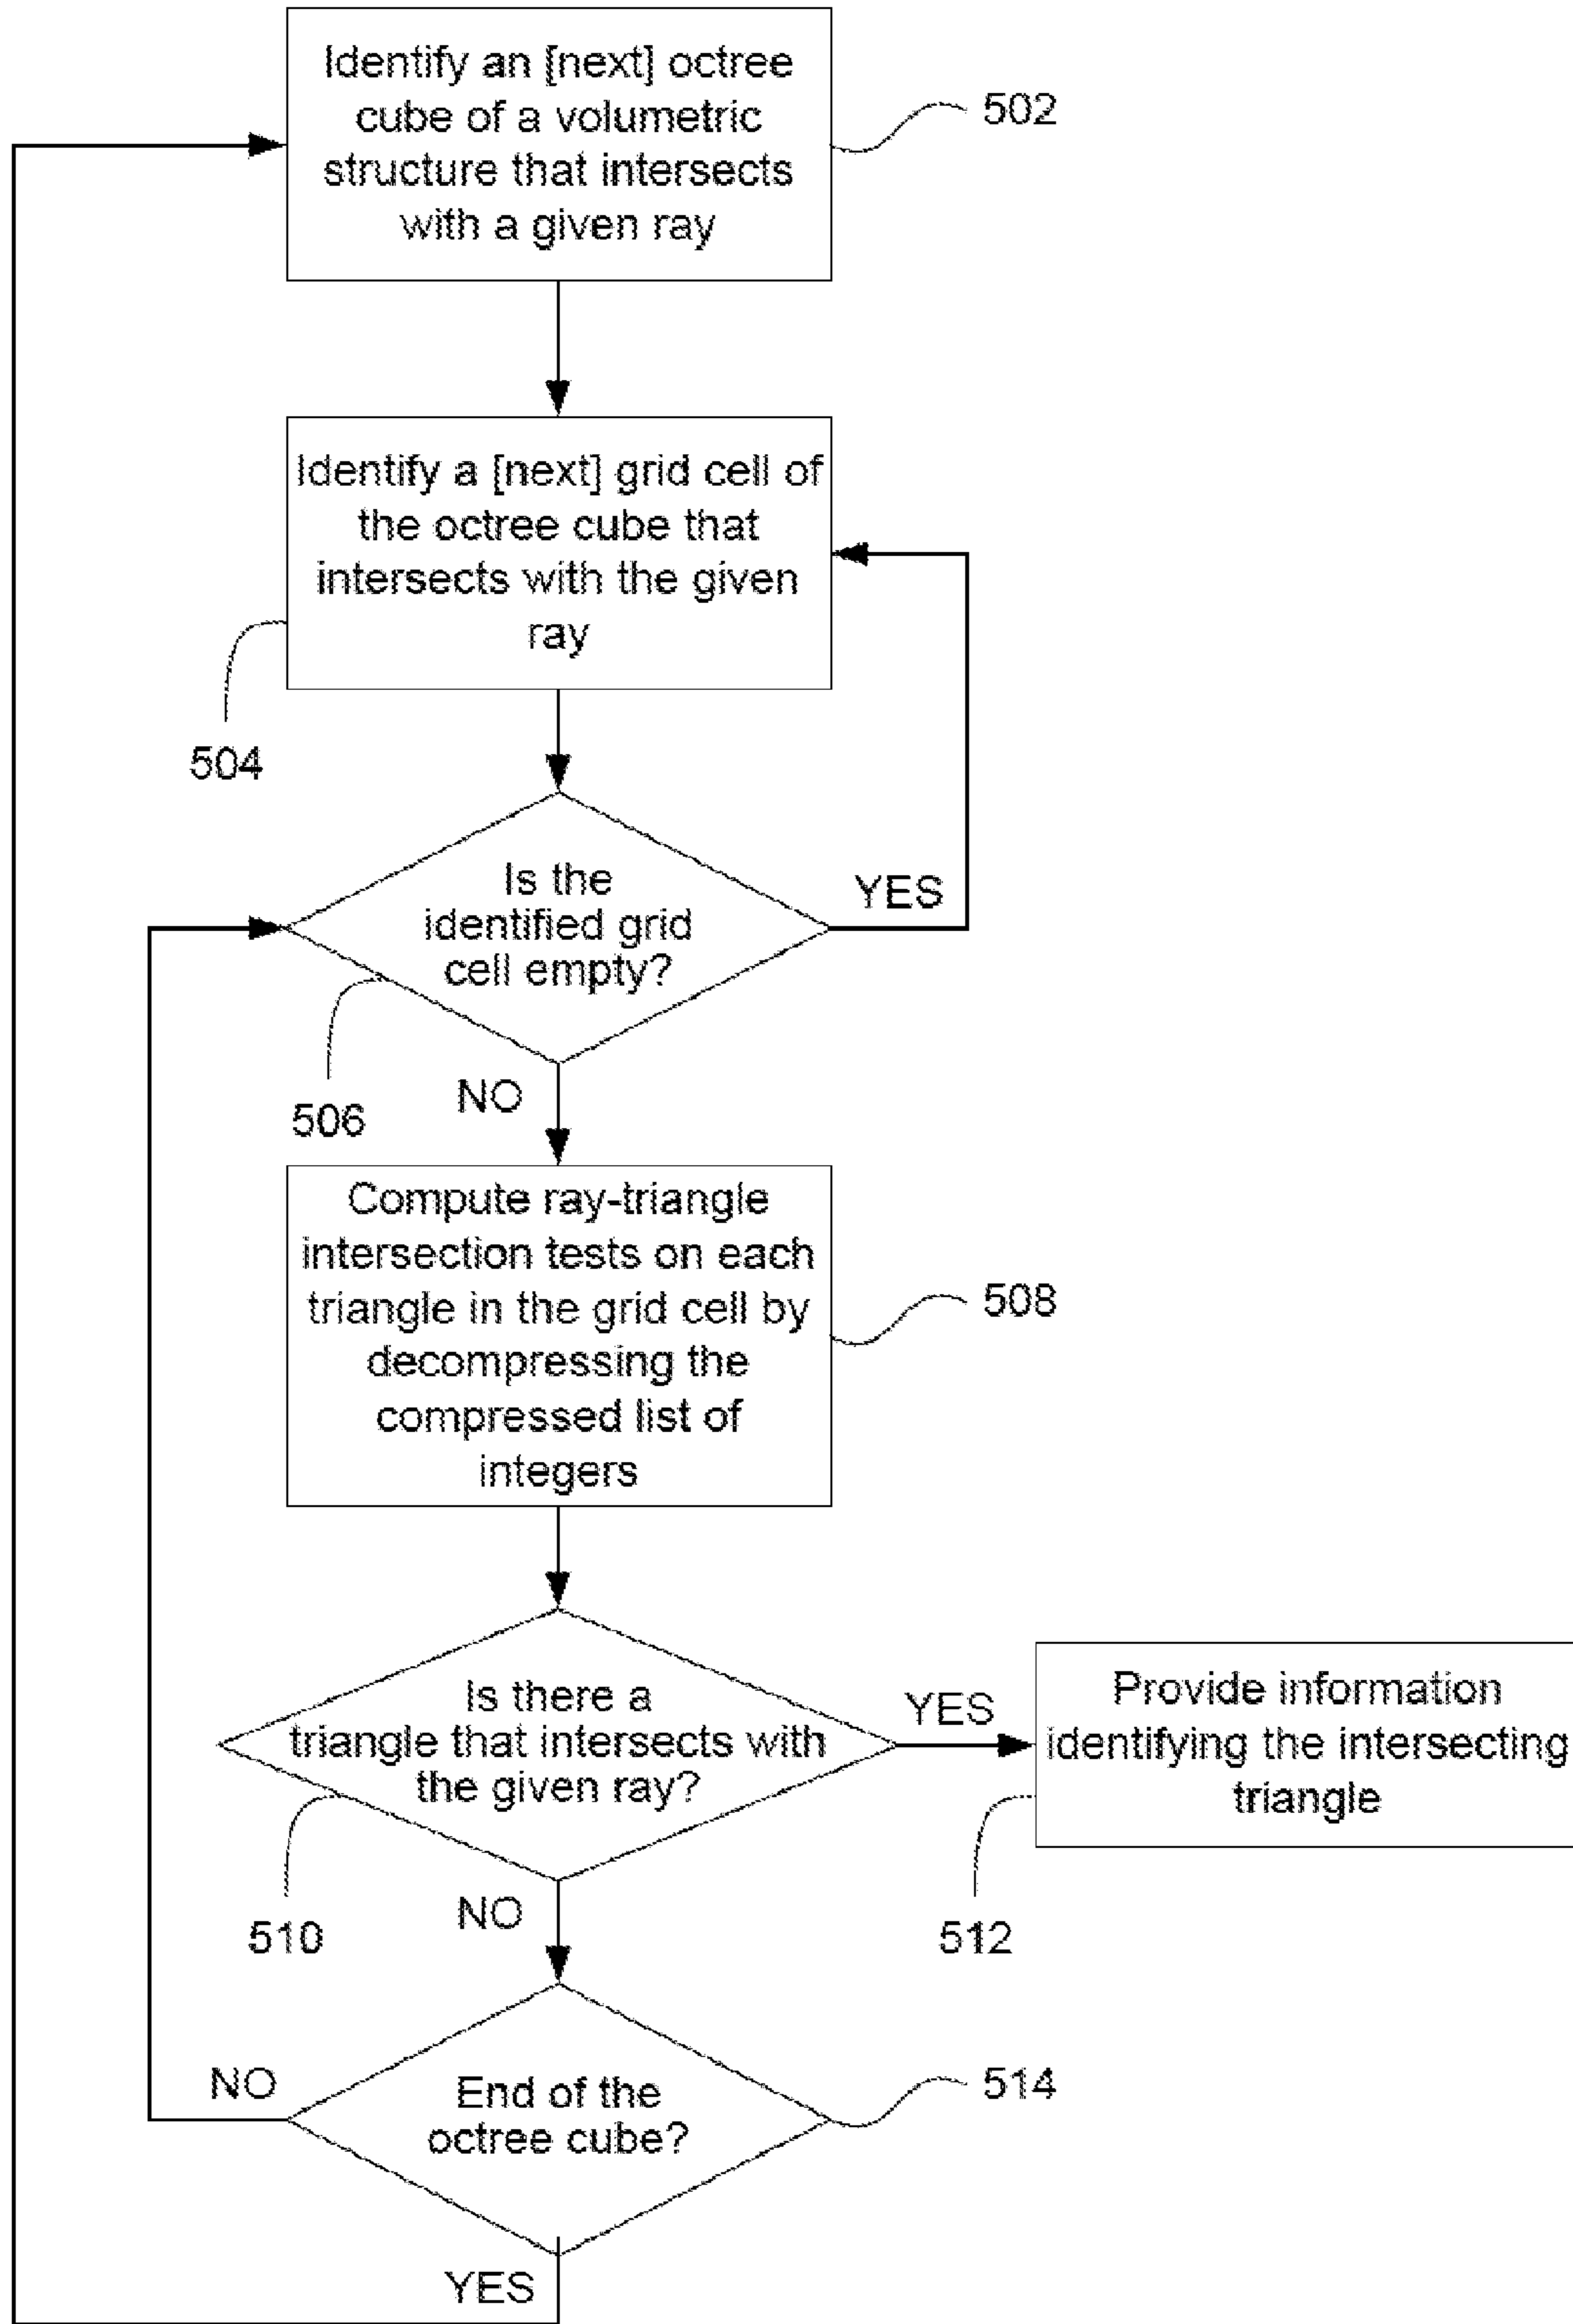 Identify an [next] octree
cube of a volumetric
structure that intersects
with a given ray
502
Identify a [next] grid cell of
the octree cube that
intersects with the given
ray
504
Is the
identified grid
cell empty?
YES
506
NO
Compute ray-triangle
intersection tests on each
triangle in the grid cell by
decompressing the
compressed list of
integers
508
Is there a
triangle that intersects with
the given ray?
YES
Provide information
identifying the intersecting
triangle
510
NO
512
End of the
octree cube?
NO
514
YES